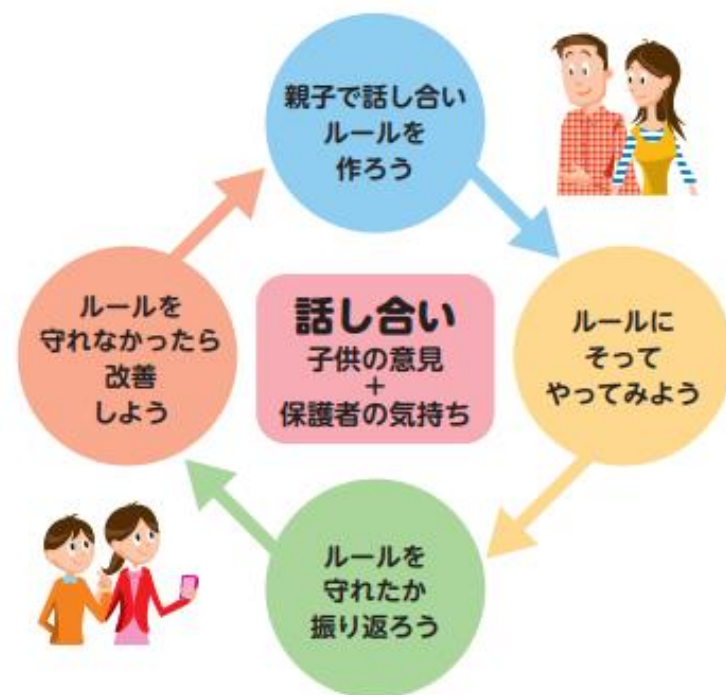 親子で話し合い
ルールを
作ろう
ルールに
そって
やってみよう
ルールを
守れたか
振り返ろう
ルールを
守れなかったら
改善
しよう
話し合い
子供の意見
+
保護者の気持ち